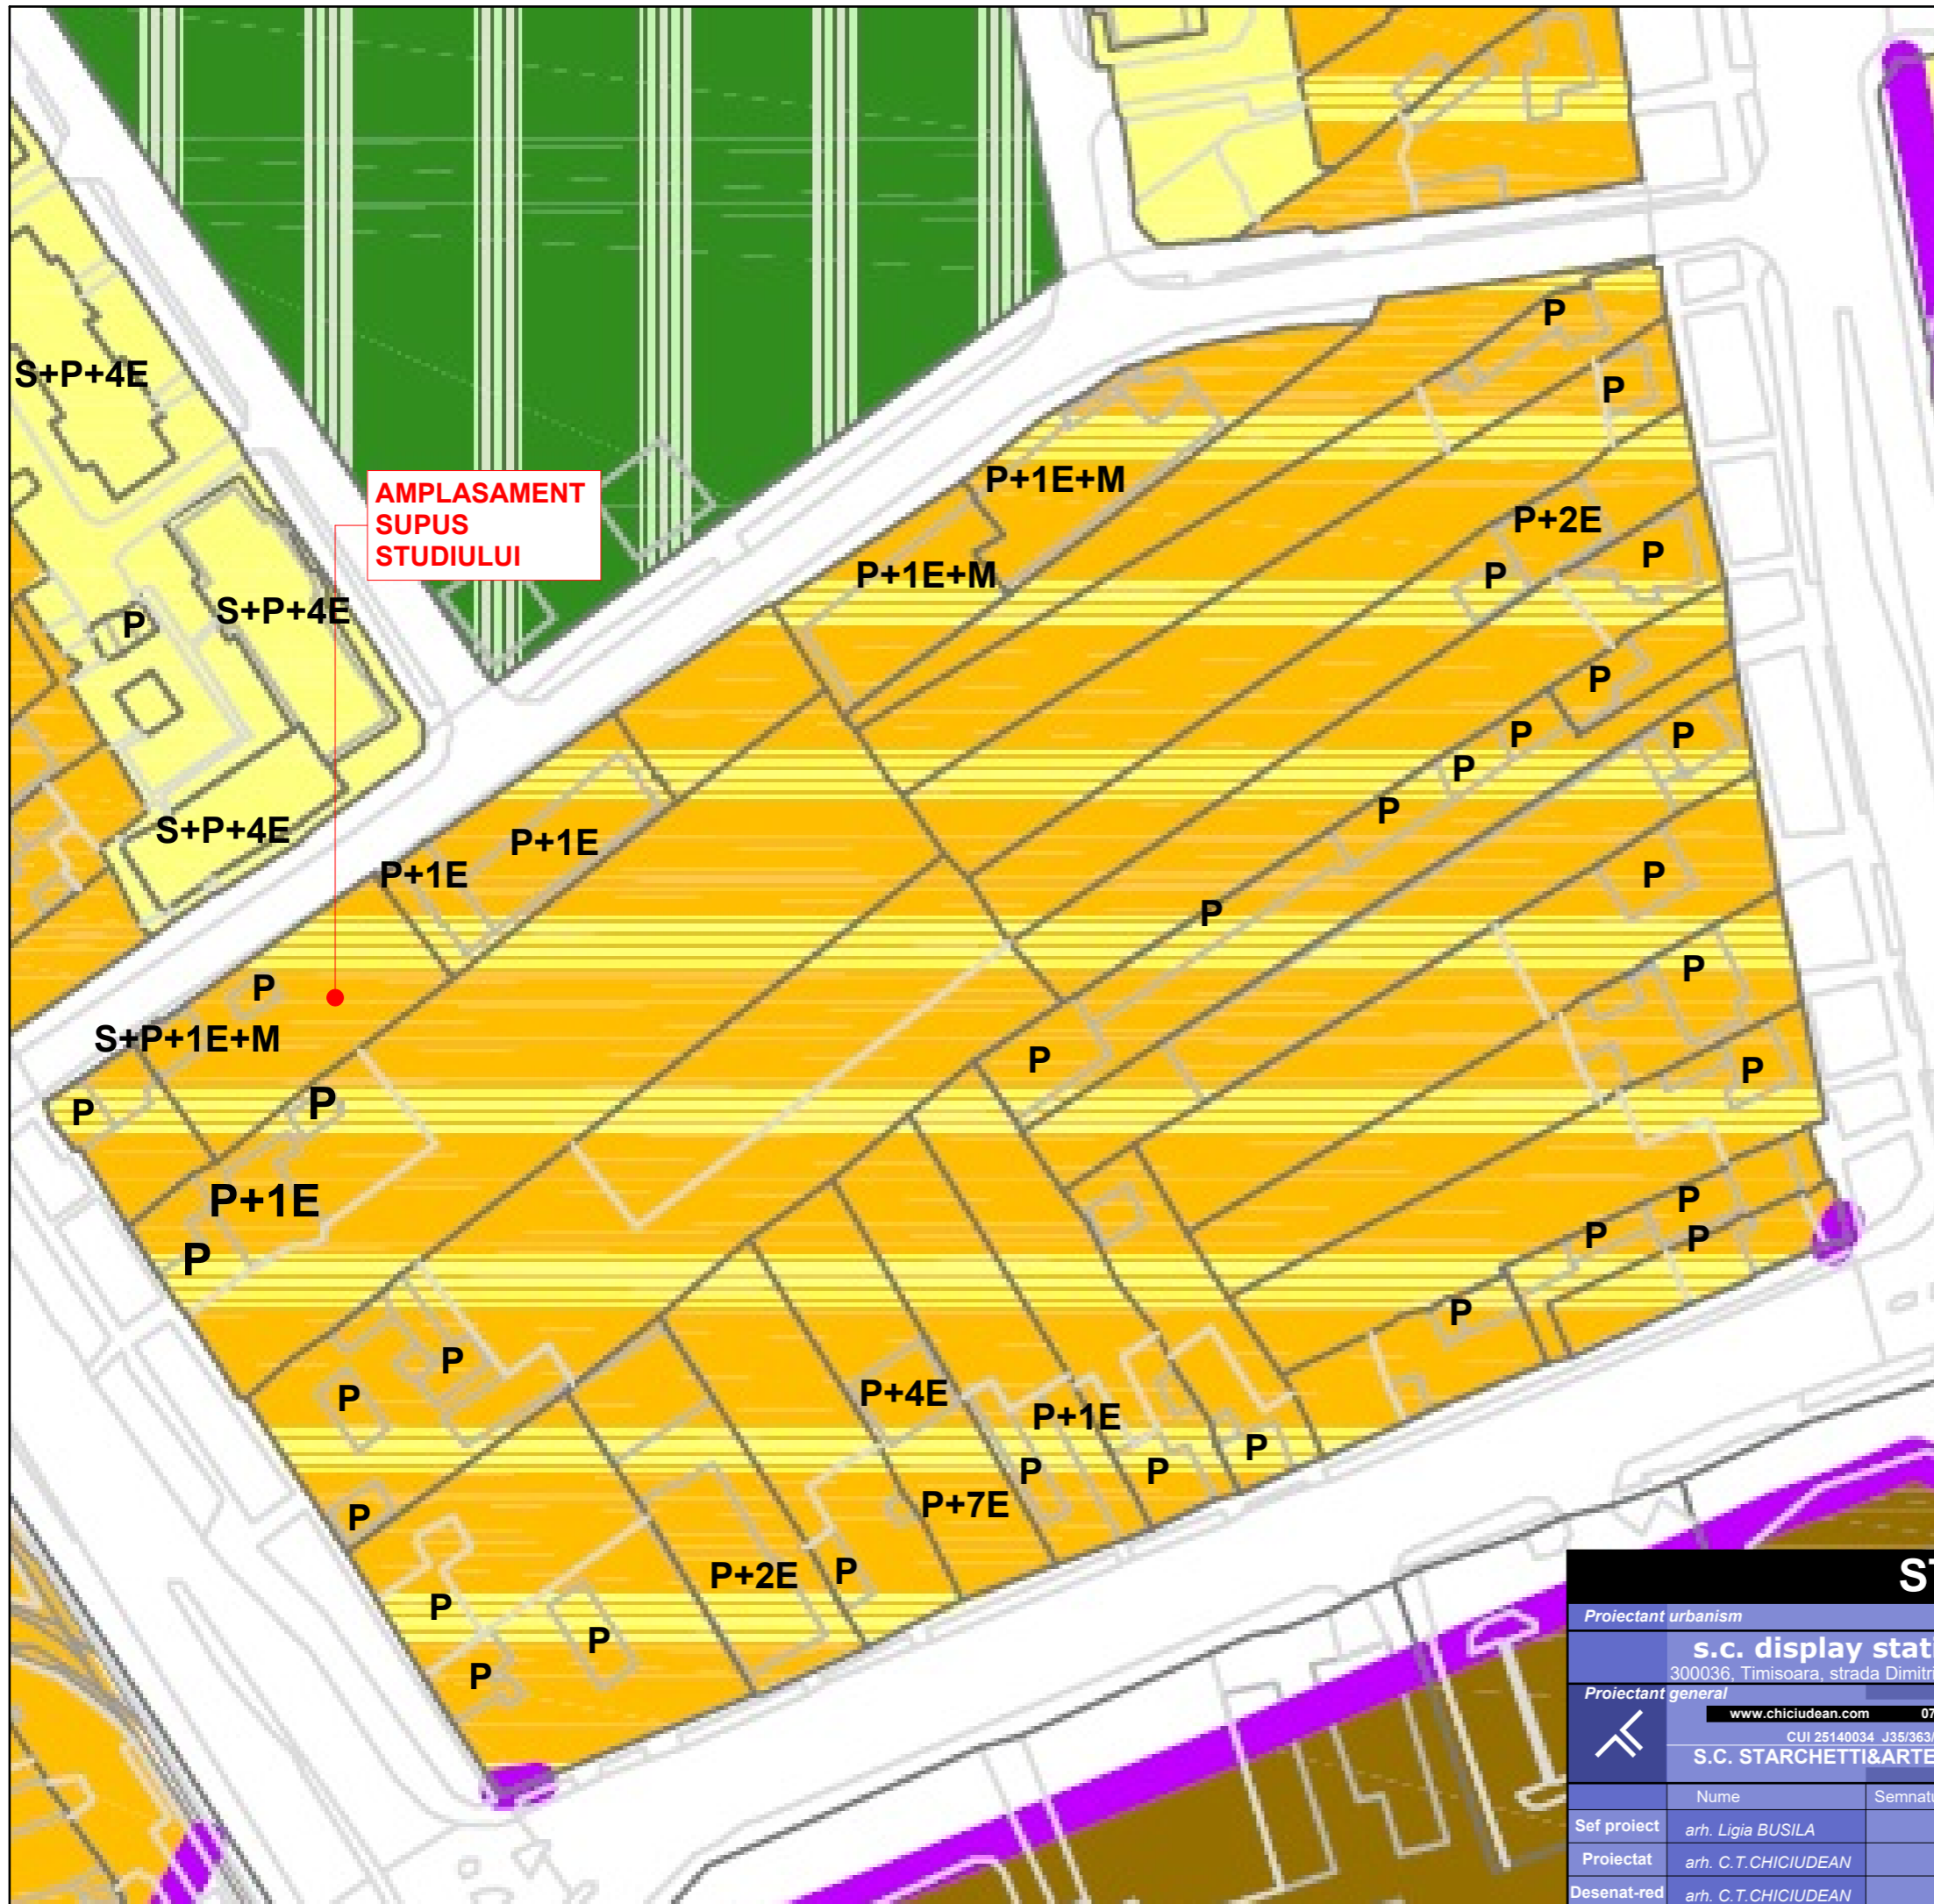 P
S+P+4E
P
P+1E+M
AMPLASAMENT
SUPUS
STUDIULUI
P+2E
P
P+1E+M
P
S+P+4E
P
P
P
P
P
P
S+P+4E
P+1E
P+1E
P
P
P
P
S+P+1E+M
P
P
P
P
P+1E
P
P
P
P
P
P
P
P
P+4E
P+1E
P
P
P
P+7E
P
P
P+2E
P
P
P
Proiectant urbanism
s.c. display
300036, Timisoara, strada
Proiectant general
www.chiciudean.com 07
CUI 25140034 J35/363/
S.C. STARCHETTI&ARTE
Nume
Sef proiect arh. Ligia BUSILA
Proiectat arh. C.T.CHICIUDEAN
Desenat-red arh. C.T.CHICIUDEAN